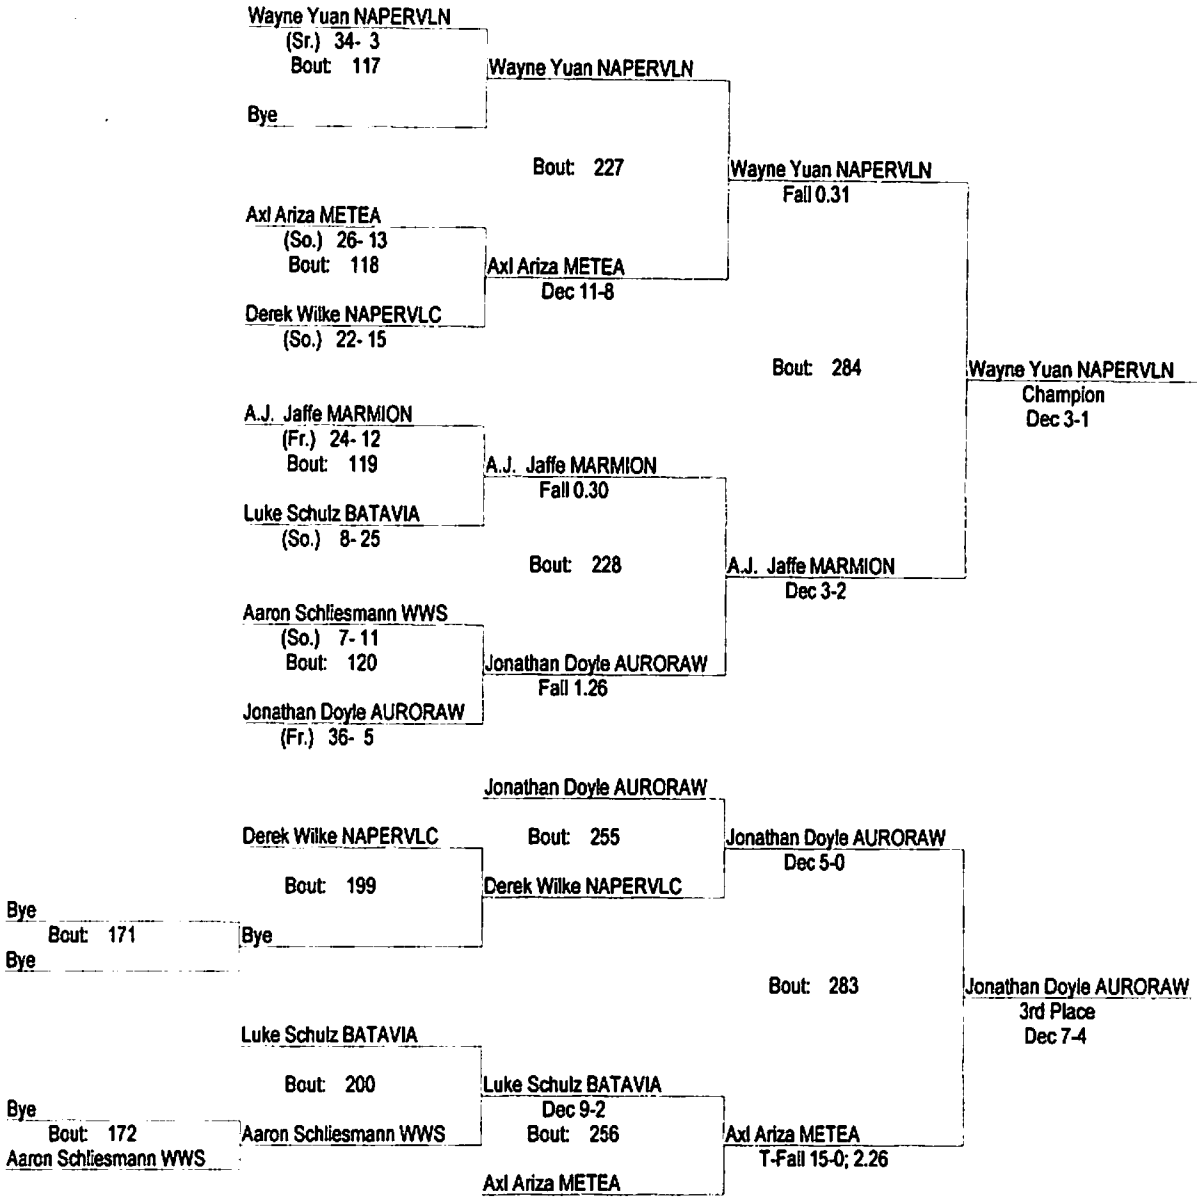 Wayne Yuan NAPERVLN
(Sr.) 34- 3
Bout: 117
Wayne Yuan NAPERVLN
Bye
Bout: 227
Wayne Yuan NAPERVLN
Fall 0.31
Axl Ariza METEA
(So.) 26- 13
Bout: 118
Axl Ariza METEA
Dec 11-8
Derek Wilke NAPERVLC
(So.) 22- 15
Bout: 284
Wayne Yuan NAPERVLN
Champion
Dec 3-1
A.J. Jaffe MARMION
(Fr.) 24- 12
Bout: 119
A.J. Jaffe MARMION
Fall 0.30
Luke Schulz BATAVIA
(So.) 8- 25
Bout: 228
A.J. Jaffe MARMION
Dec 3-2
Aaron Schliesmann WWS
(So.) 7- 11
Bout: 120
Jonathan Doyle AURORAW
Fall 1.26
Jonathan Doyle AURORAW
(Fr.) 36- 5
Jonathan Doyle AURORAW
Derek Wilke NAPERVLC
Bout: 255
Jonathan Doyle AURORAW
Dec 5-0
Bout: 199
Derek Wilke NAPERVLC
Bye
Bout: 171
Bye
Bye
Bout: 283
Jonathan Doyle AURORAW
3rd Place
Dec 7-4
Luke Schulz BATAVIA
Bout: 200
Luke Schulz BATAVIA
Dec 9-2
Bye
Bout: 172
Aaron Schliesmann WWS
Bout: 256
Axl Ariza METEA
T-Fall 15-0; 2.26
Aaron Schliesmann WWS
Axl Ariza METEA